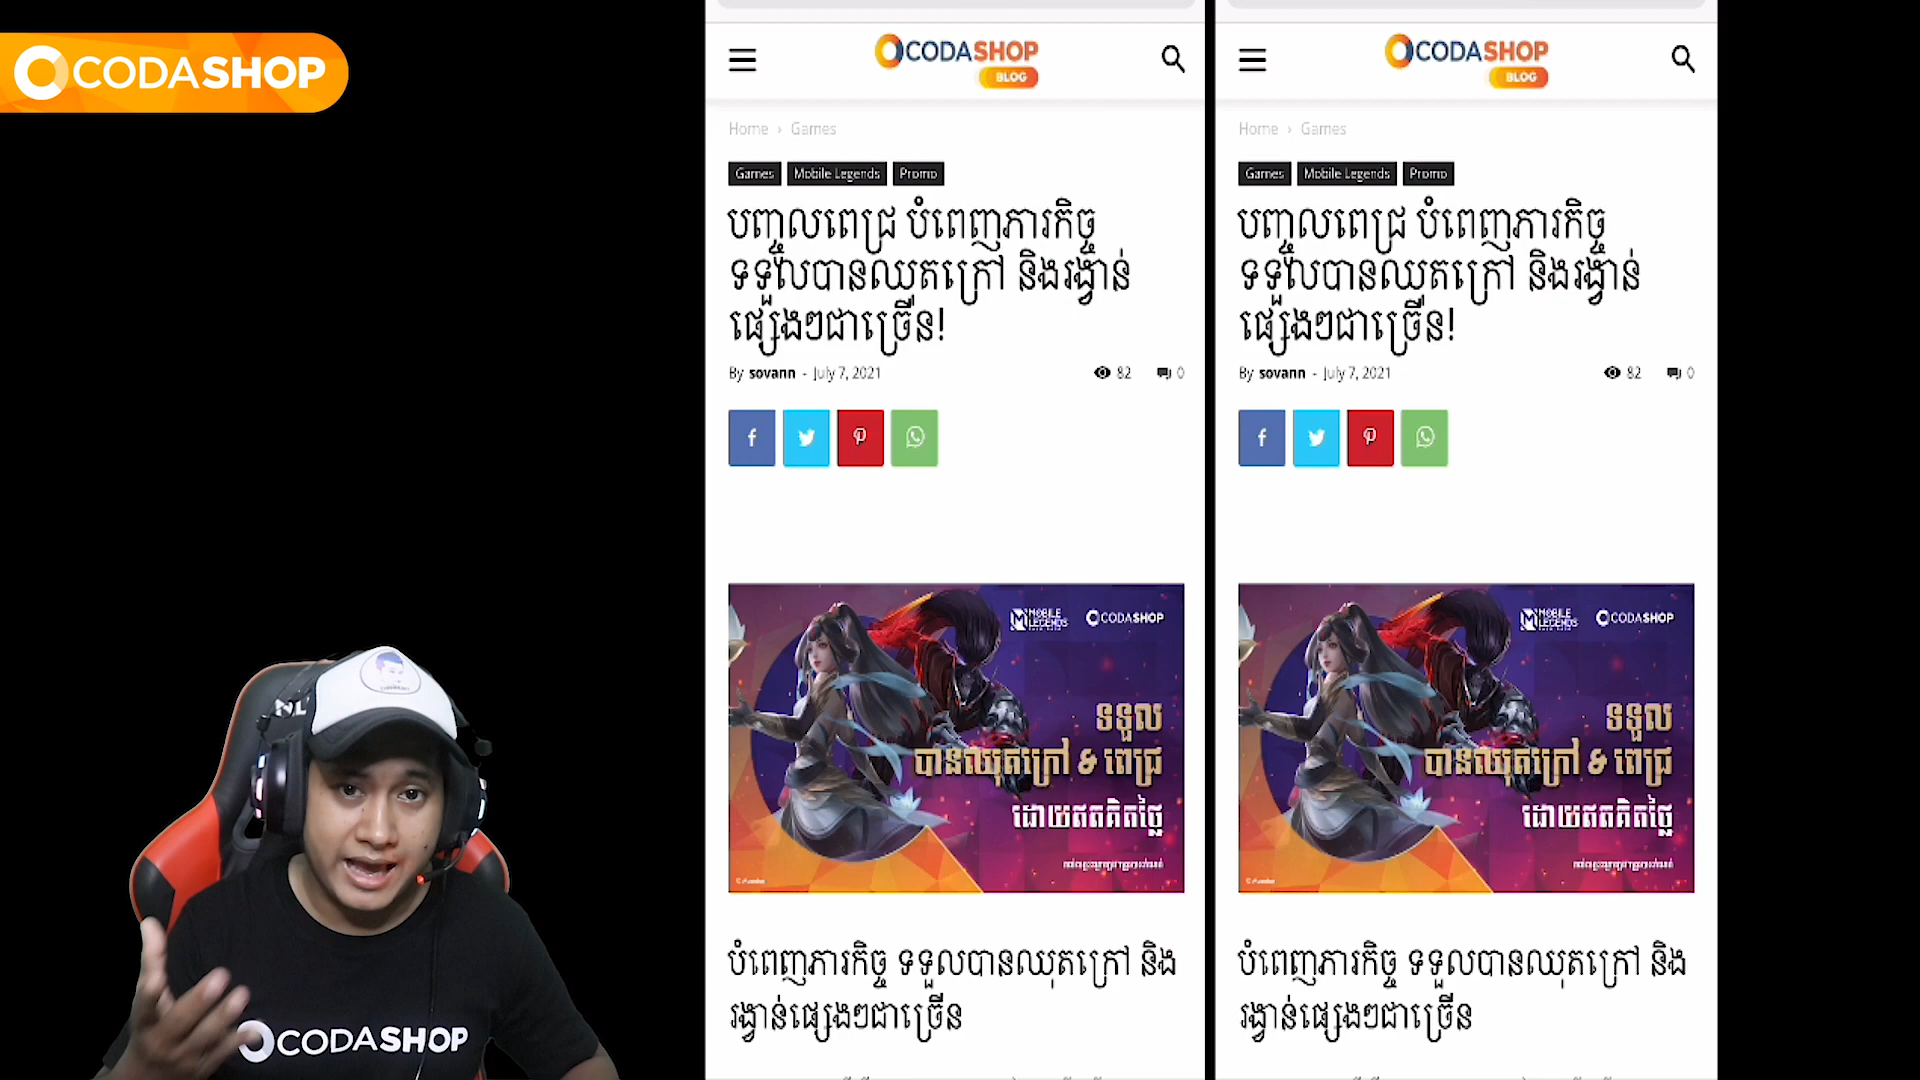 CODASHOP
CODASHOP
BLOG
Home › Games
Games Mobile Legends Promo
បញ្ចូលពេជ្រ បំពេញភារកិច្ច
ទទួលបានឈុតក្រៅ និងរង្វាន់
ផ្សេងៗជាច្រើន!
By sovann - July 7, 2021 82 0
MOBILE LEGENDS CODASHOP
ទទួល
បានឈុតក្រៅ & ពេជ្រ
ដោយឥតគិតថ្លៃ
បំពេញភារកិច្ច ទទួលបានឈុតក្រៅ និង
រង្វាន់ផ្សេងៗជាច្រើន
CODASHOP
BLOG
Home › Games
Games Mobile Legends Promo
បញ្ចូលពេជ្រ បំពេញភារកិច្ច
ទទួលបានឈុតក្រៅ និងរង្វាន់
ផ្សេងៗជាច្រើន!
By sovann - July 7, 2021 82 0
MOBILE LEGENDS CODASHOP
ទទួល
បានឈុតក្រៅ & ពេជ្រ
ដោយឥតគិតថ្លៃ
បំពេញភារកិច្ច ទទួលបានឈុតក្រៅ និង
រង្វាន់ផ្សេងៗជាច្រើន
CODASHOP